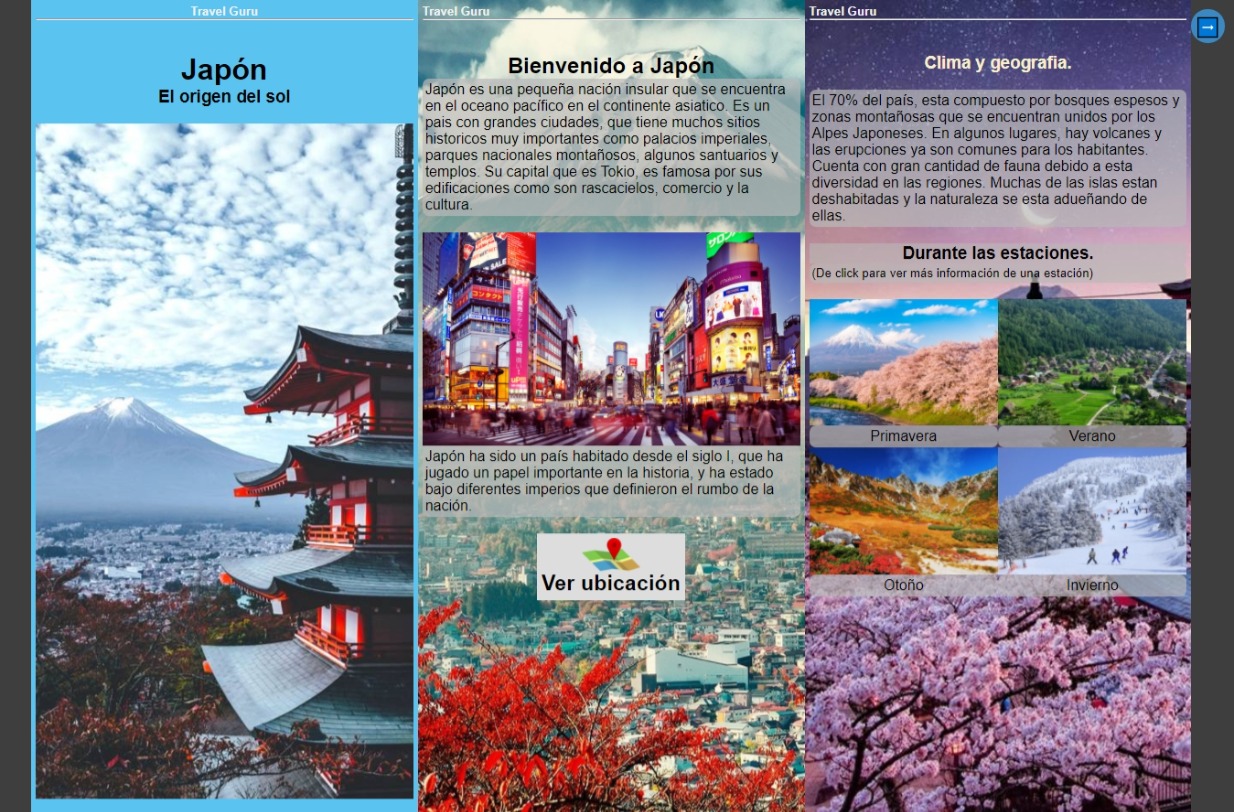 Travel Guru
Japón
El origen del sol
Travel Guru
Bienvenido a Japón
Japón es una pequeña nación insular que se encuentra
en el oceano pacífico en el continente asiatico. Es un
pais con grandes ciudades, que tiene muchos sitios
historicos muy importantes como palacios imperiales,
parques nacionales montañosos, algunos santuarios y
templos. Su capital que es Tokio, es famosa por sus
edificaciones como son rascacielos, comercio y la
cultura.
SALE
コンタクト
Japón ha sido un país habitado desde el siglo I, que ha
jugado un papel importante en la historia, y ha estado
bajo diferentes imperios que definieron el rumbo de la
nación.
Ver ubicación
Travel Guru
Clima y geografia.
El 70% del país, esta compuesto por bosques espesos y
zonas montañosas que se encuentran unidos por los
Alpes Japoneses. En algunos lugares, hay volcanes y
las erupciones ya son comunes para los habitantes.
Cuenta con gran cantidad de fauna debido a esta
diversidad en las regiones. Muchas de las islas estan
deshabitadas y la naturaleza se esta adueñando de
ellas.
Durante las estaciones.
(De click para ver más información de una estación)
Primavera
Verano
Otoño
Invierno